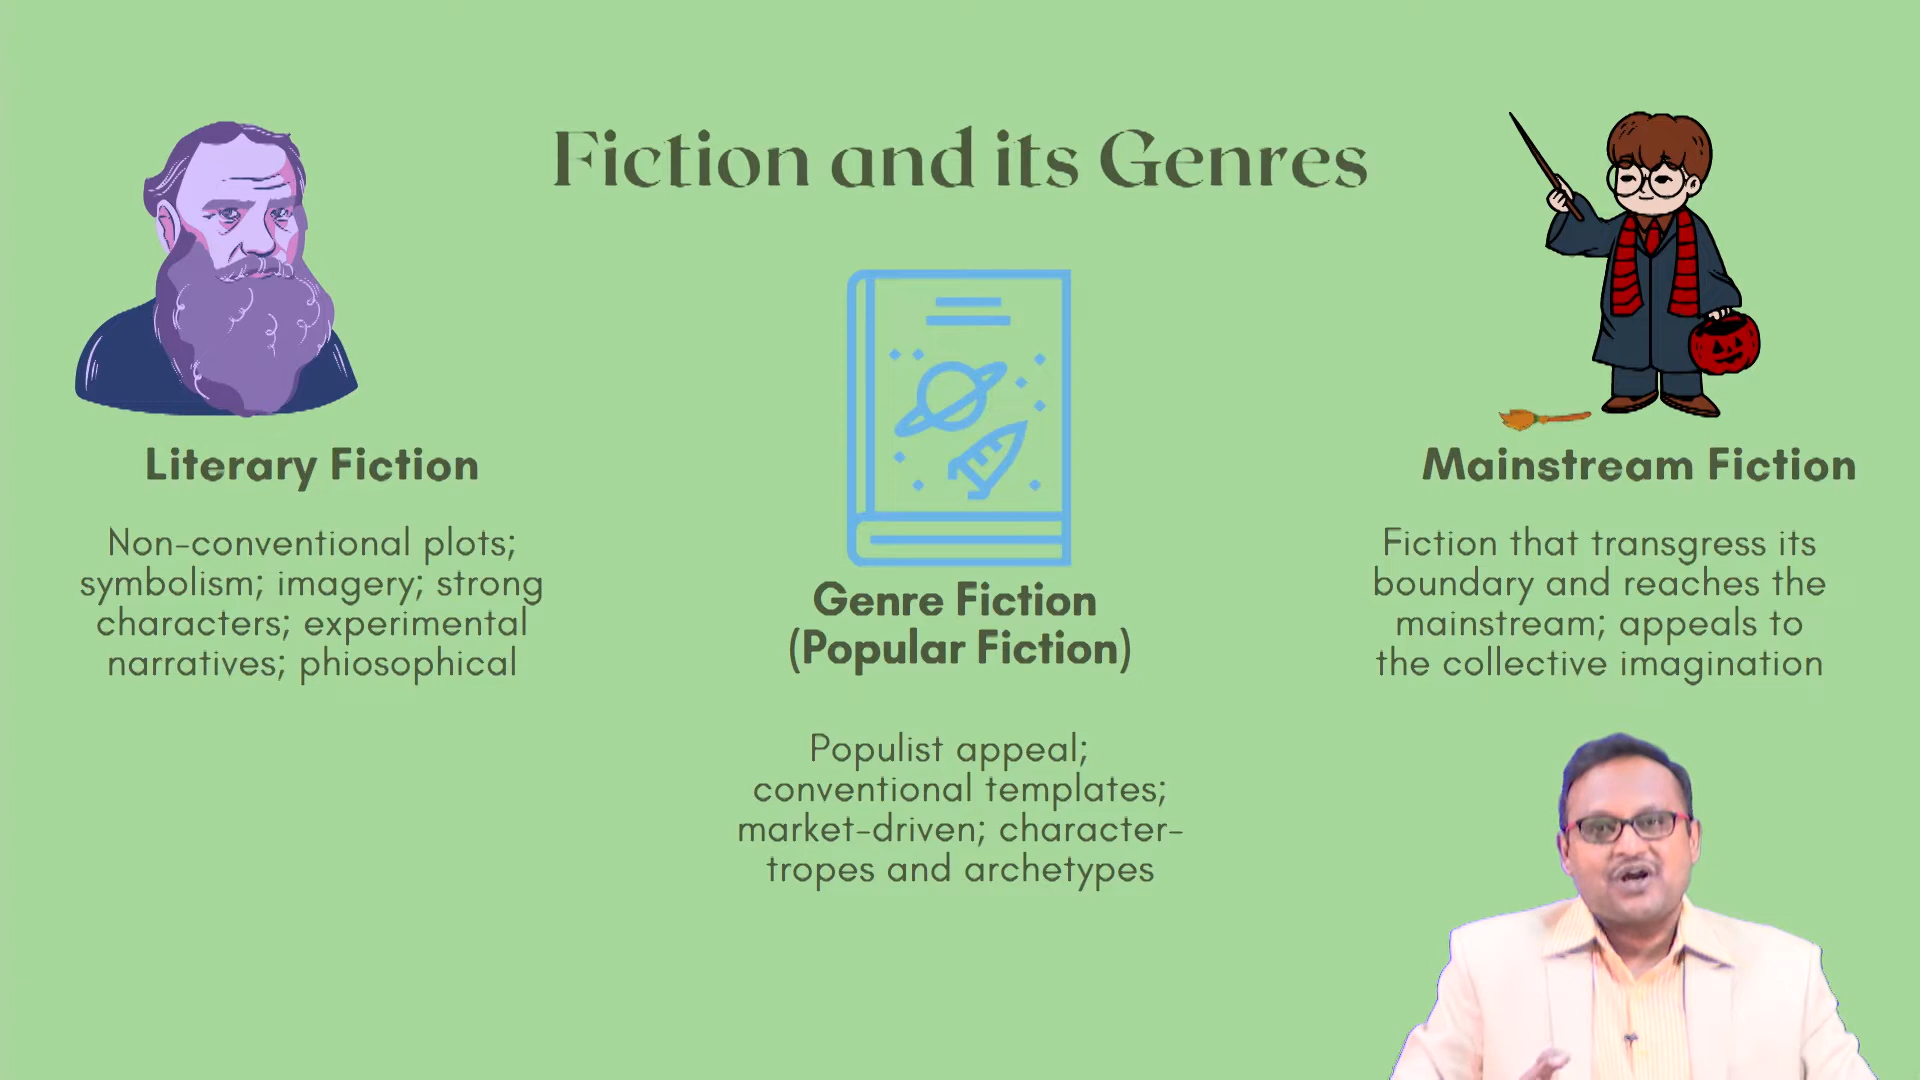 Fiction and its Genres
Literary Fiction
Non-conventional plots;
symbolism; imagery; strong
characters; experimental
narratives; phiosophical
Genre Fiction
(Popular Fiction)
Populist appeal;
conventional templates;
market-driven; character-
tropes and archetypes
Mainstream Fiction
Fiction that transgress its
boundary and reaches the
mainstream; appeals to
the collective imagination